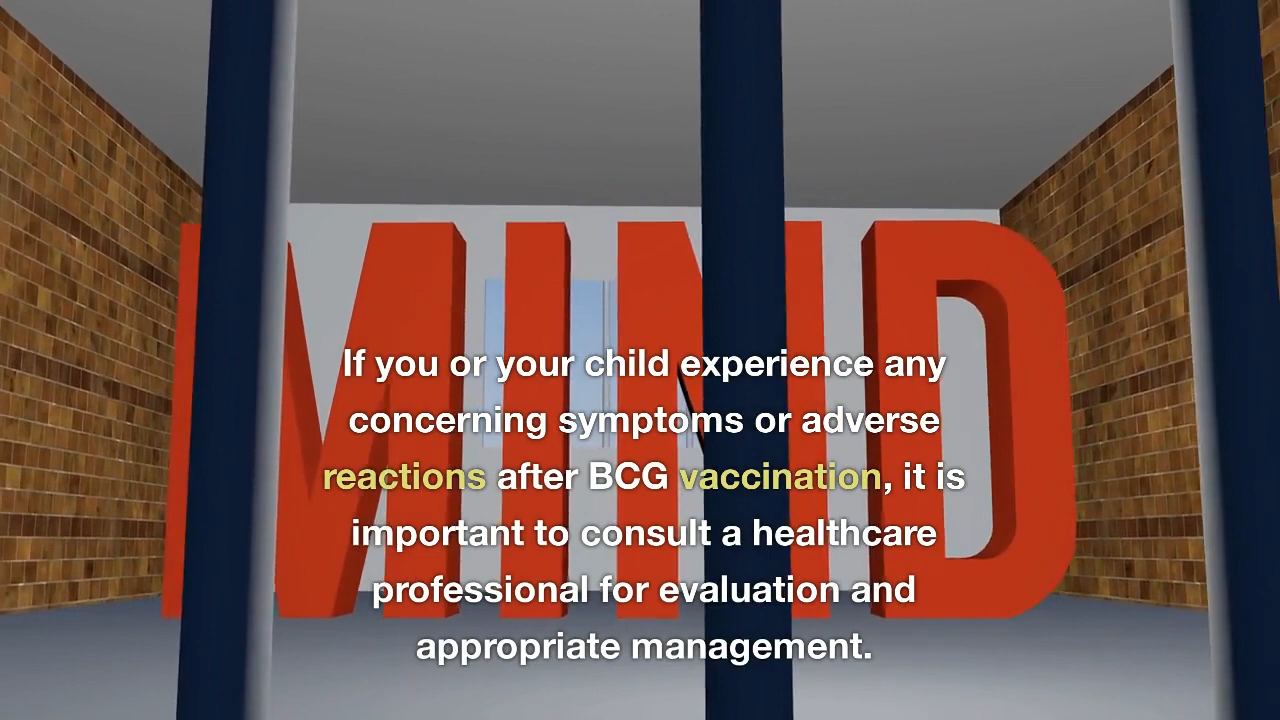 MIND
If you or your child experience any
concerning symptoms or adverse
reactions after BCG vaccination, it is
important to consult a healthcare
professional for evaluation and
appropriate management.